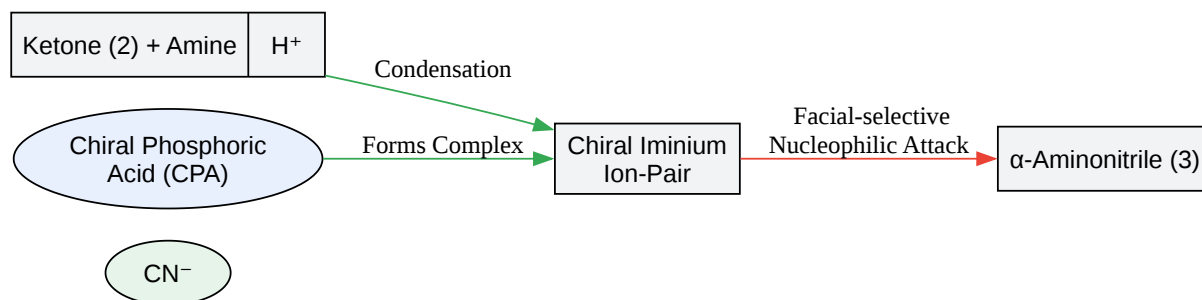 Ketone (2) + Amine
H⁺
Condensation
Chiral Phosphoric
Acid (CPA)
Forms Complex
Chiral Iminium
Ion-Pair
Facial-selective
Nucleophilic Attack
α-Aminonitrile (3)
CN⁻